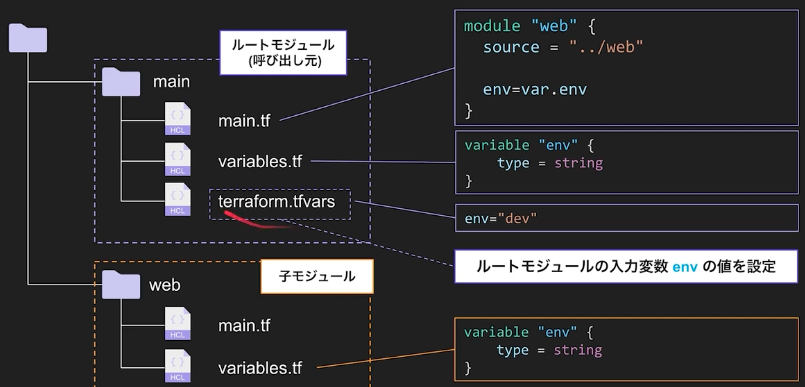 ルートモジュール
(呼び出し元)
main
HCL
main.tf
HCL
variables.tf
HCL
terraform.tfvars
module "web" {
source = "../web"
env=var.env
}
variable "env" {
type = string
}
env="dev"
ルートモジュールの入力変数 env の値を設定
子モジュール
web
HCL
main.tf
HCL
variables.tf
variable "env" {
type = string
}